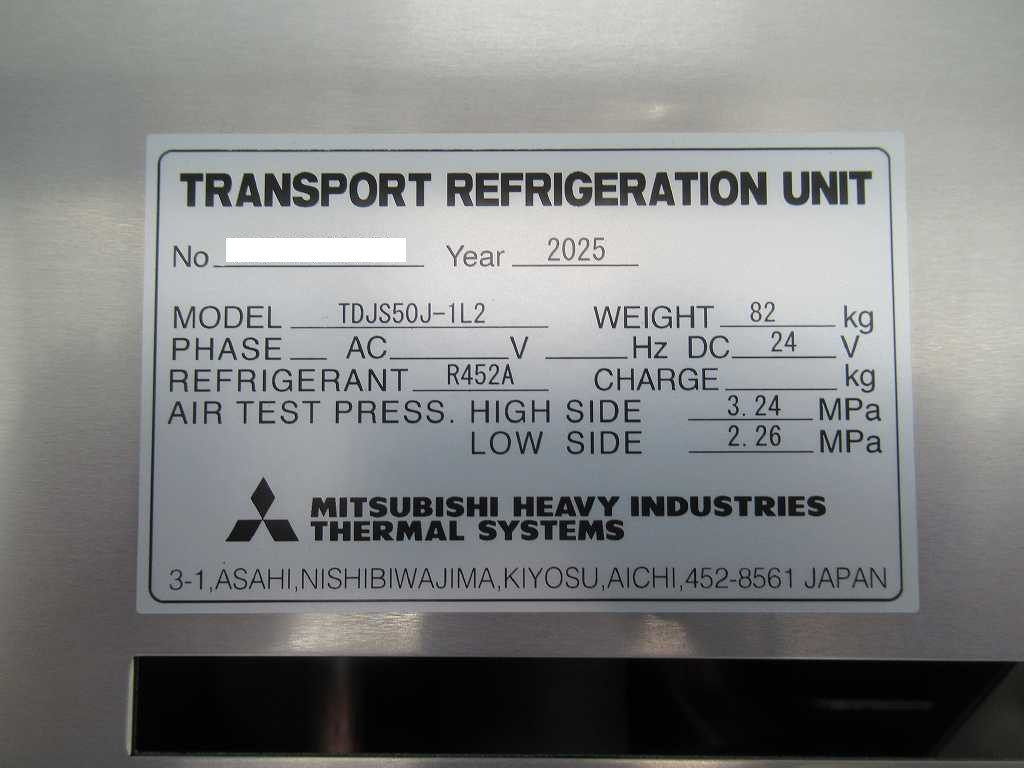 TRANSPORT REFRIGERATION UNIT
No Year 2025
MODEL TDJS50J-1L2 WEIGHT 82 kg
PHASE AC V Hz DC 24 V
REFRIGERANT R452A CHARGE kg
AIR TEST PRESS. HIGH SIDE 3.24 MPa
LOW SIDE 2.26 MPa
MITSUBISHI HEAVY INDUSTRIES
THERMAL SYSTEMS
3-1,ASAHI,NISHIBIWAJIMA,KIYOSU,AICHI,452-8561 JAPAN